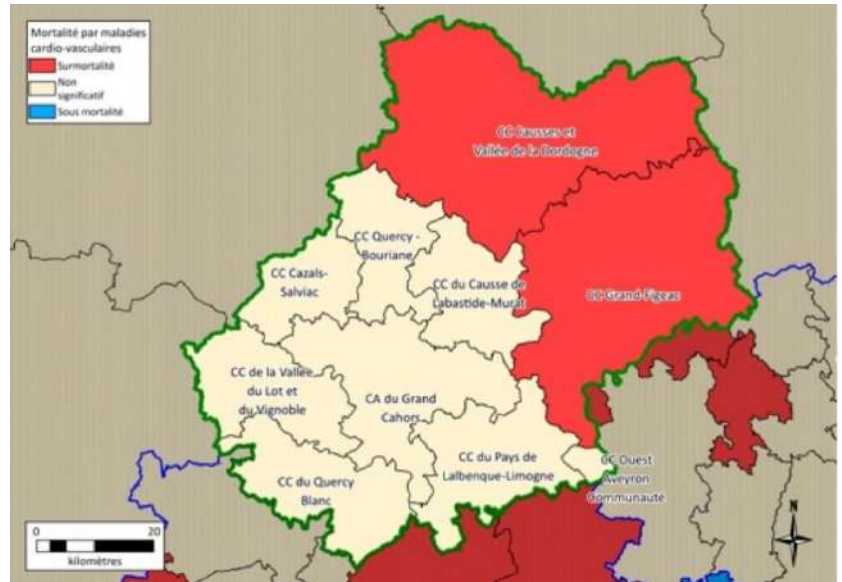 Mortalité par maladies
cardio-vasculaires
Surmortalité
Non
significatif
Sous mortalité
CC Causses et
Vallée de la Dordogne
CC Quercy -
Bouriane
CC Cazals-
Salviac
CC du Causse de
Labastide-Murat
CC Grand-Figeac
CC de la Vallée
du Lot et
du Vignoble
CA du Grand
Cahors
CC du Pays de
Lalbenque-Limogne
CC Ouest
Aveyron
Communauté
CC du Quercy
Blanc
N
0 20
kilomètres